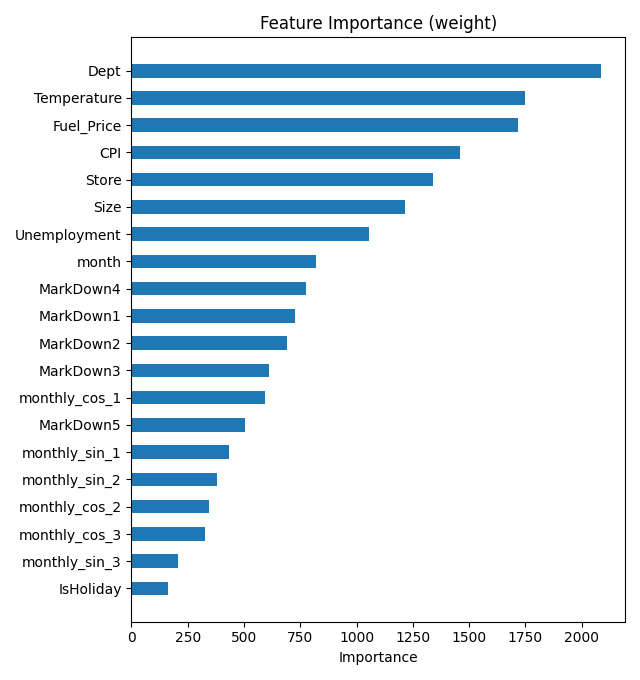 Feature Importance (weight)
Dept
Temperature
Fuel_Price
CPI
Store
Size
Unemployment
month
MarkDown4
MarkDown1
MarkDown2
MarkDown3
monthly_cos_1
MarkDown5
monthly_sin_1
monthly_sin_2
monthly_cos_2
monthly_cos_3
monthly_sin_3
IsHoliday
0 250 500 750 1000 1250 1500 1750 2000
Importance